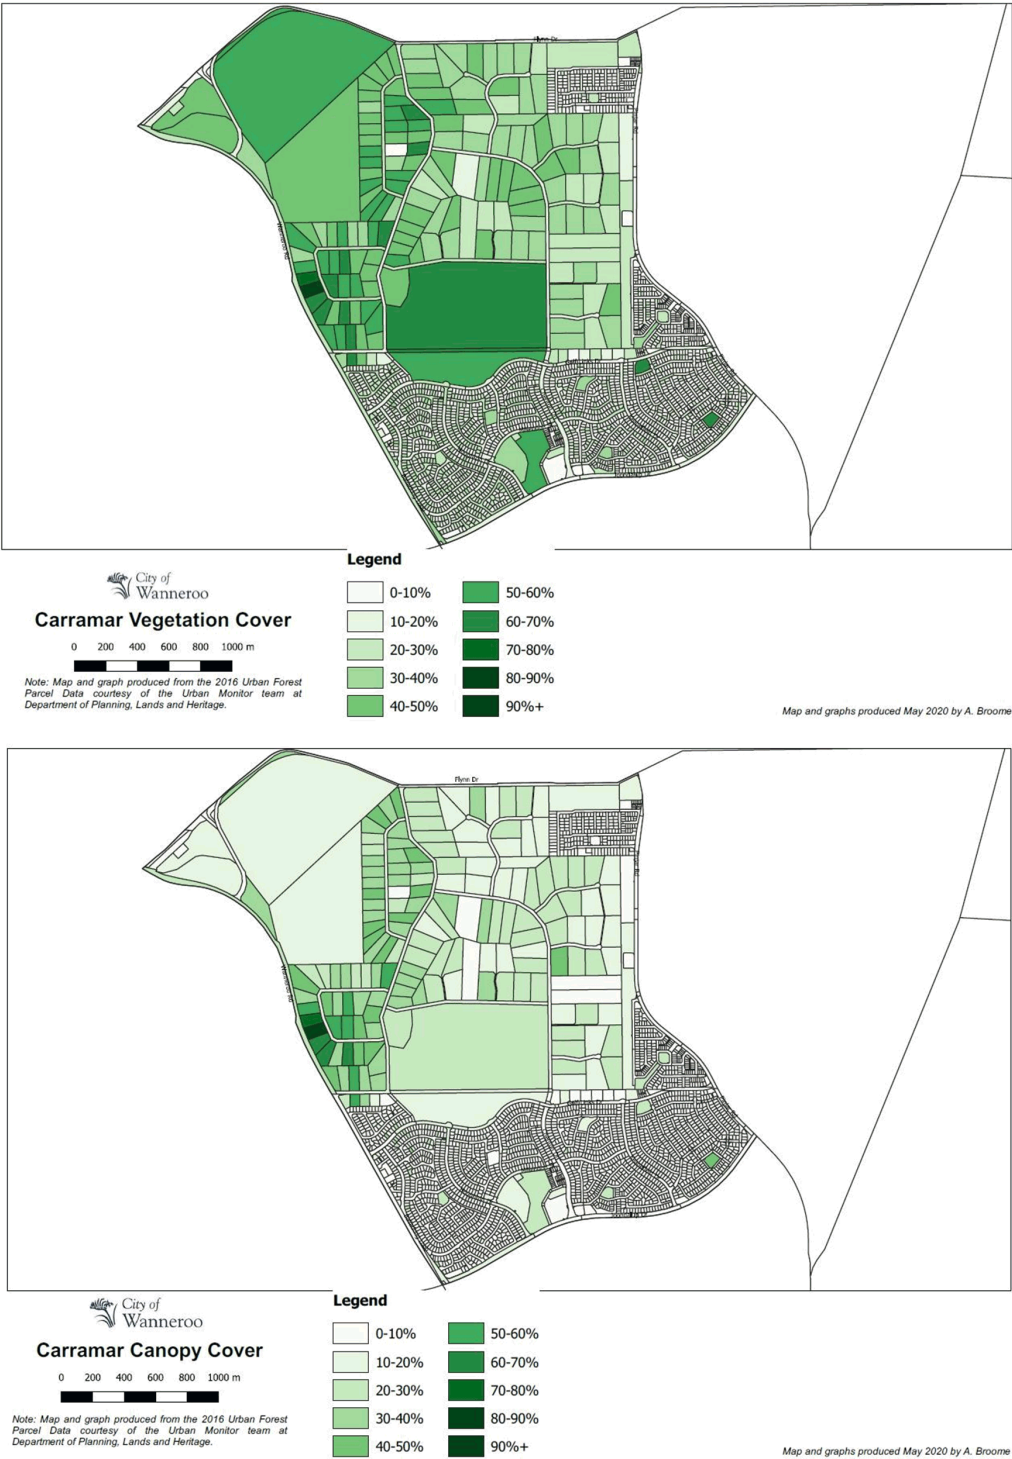 Flynn Dr
Wanneroo Rd
City of
Wanneroo
Carramar Vegetation Cover
0 200 400 600 800 1000 m
Note: Map and graph produced from the 2016 Urban Forest
Parcel Data courtesy of the Urban Monitor team at
Department of Planning, Lands and Heritage.
Legend
0-10%
10-20%
20-30%
30-40%
40-50%
50-60%
60-70%
70-80%
80-90%
90%+
Map and graphs produced May 2020 by A. Broome
Flynn Dr
Wanneroo Rd
City of
Wanneroo
Carramar Canopy Cover
0 200 400 600 800 1000 m
Note: Map and graph produced from the 2016 Urban Forest
Parcel Data courtesy of the Urban Monitor team at
Department of Planning, Lands and Heritage.
Legend
0-10%
10-20%
20-30%
30-40%
40-50%
50-60%
60-70%
70-80%
80-90%
90%+
Map and graphs produced May 2020 by A. Broome